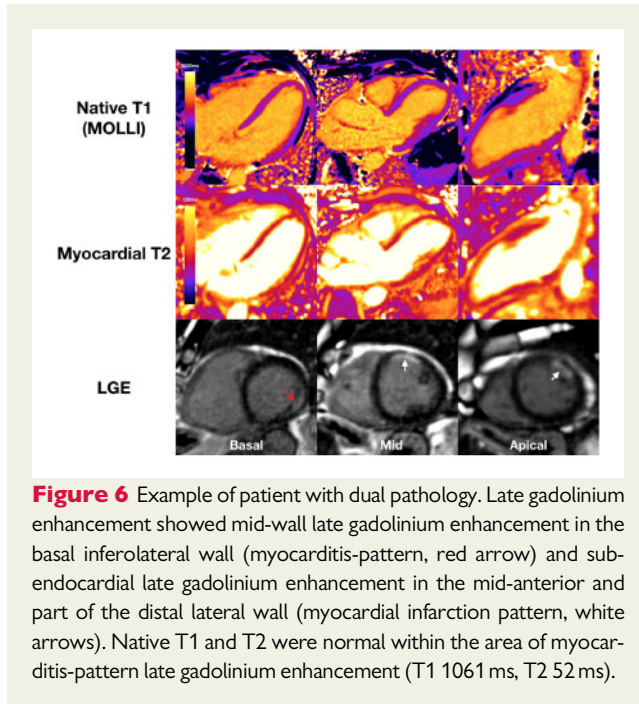 Native T1
(MOLLI)
Myocardial T2
LGE
Basal Mid Apical
Figure 6 Example of patient with dual pathology. Late gadolinium
enhancement showed mid-wall late gadolinium enhancement in the
basal inferolateral wall (myocarditis-pattern, red arrow) and sub-
endocardial late gadolinium enhancement in the mid-anterior and
part of the distal lateral wall (myocardial infarction pattern, white
arrows). Native T1 and T2 were normal within the area of myocar-
ditis-pattern late gadolinium enhancement (T1 1061 ms, T2 52 ms).